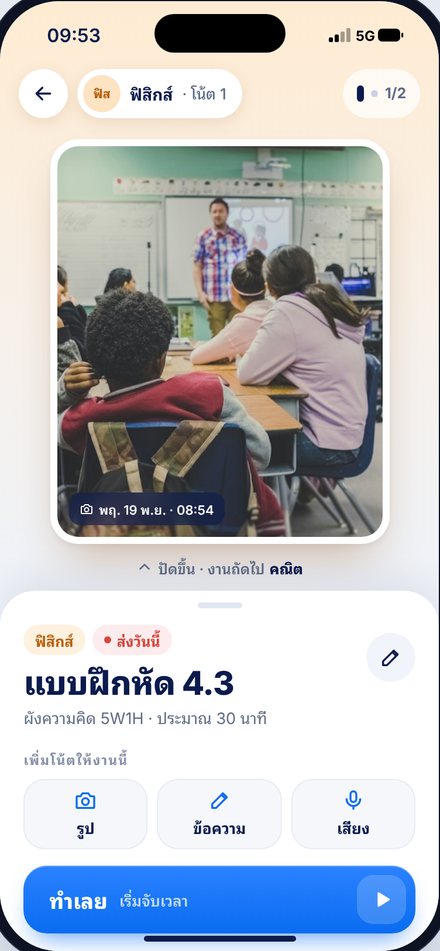 09:53
5G
ฟิส ฟิสิกส์ · โน้ต 1
1/2
พฤ. 19 พ.ย. · 08:54
ปัดขึ้น · งานถัดไป คณิต
ฟิสิกส์ ส่งวันนี้
แบบฝึกหัด 4.3
ผังความคิด 5W1H · ประมาณ 30 นาที
เพิ่มโน้ตให้งานนี้
รูป ข้อความ เสียง
ทำเลย เริ่มจับเวลา